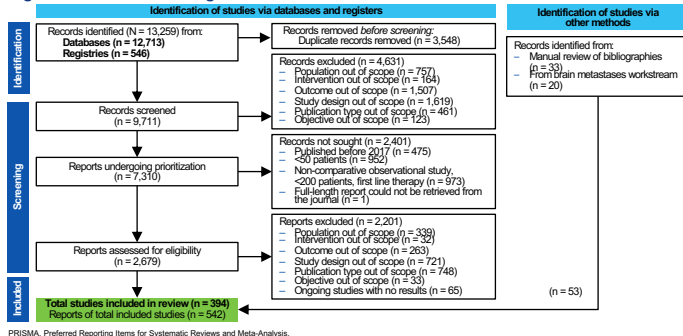 Identification of studies via databases and registers
Identification of studies via
other methods
Identification
Records identified (N = 13,259) from:
Databases (n = 12,713)
Registries (n = 546)
Records removed before screening:
Duplicate records removed (n = 3,548)
Records identified from:
– Manual review of bibliographies
(n = 33)
– From brain metastases workstream
(n = 20)
Screening
Records screened
(n = 9,711)
Records excluded (n = 4,631)
– Population out of scope (n = 757)
– Intervention out of scope (n = 164)
– Outcome out of scope (n = 1,507)
– Study design out of scope (n = 1,619)
– Publication type out of scope (n = 461)
– Objective out of scope (n = 123)
Reports undergoing prioritization
(n = 7,310)
Records not sought (n = 2,401)
– Published before 2017 (n = 475)
– <50 patients (n = 952)
– Non-comparative observational study,
<200 patients, first line therapy (n = 973)
– Full-length report could not be retrieved from
the journal (n = 1)
Reports assessed for eligibility
(n = 2,679)
Reports excluded (n = 2,201)
– Population out of scope (n = 339)
– Intervention out of scope (n = 32)
– Outcome out of scope (n = 263)
– Study design out of scope (n = 721)
– Publication type out of scope (n = 748)
– Objective out of scope (n = 33)
– Ongoing studies with no results (n = 65)
Included
Total studies included in review (n = 394)
Reports of total included studies (n = 542)
(n = 53)
PRISMA, Preferred Reporting Items for Systematic Reviews and Meta-Analysis.